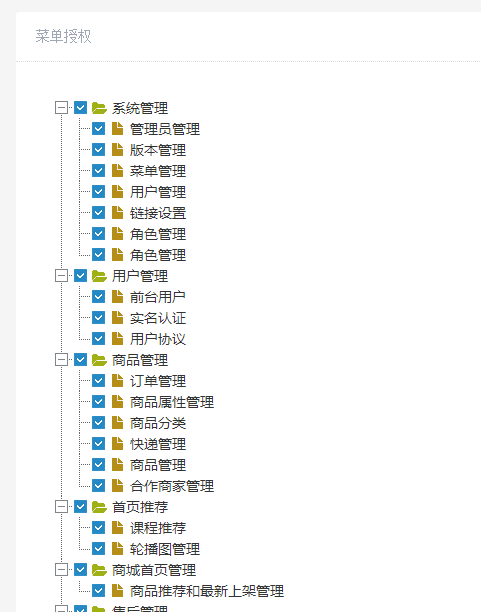 菜单授权
系统管理
管理员管理
版本管理
菜单管理
用户管理
链接设置
角色管理
角色管理
用户管理
前台用户
实名认证
用户协议
商品管理
订单管理
商品属性管理
商品分类
快递管理
商品管理
合作商家管理
首页推荐
课程推荐
轮播图管理
商城首页管理
商品推荐和最新上架管理
售后管理